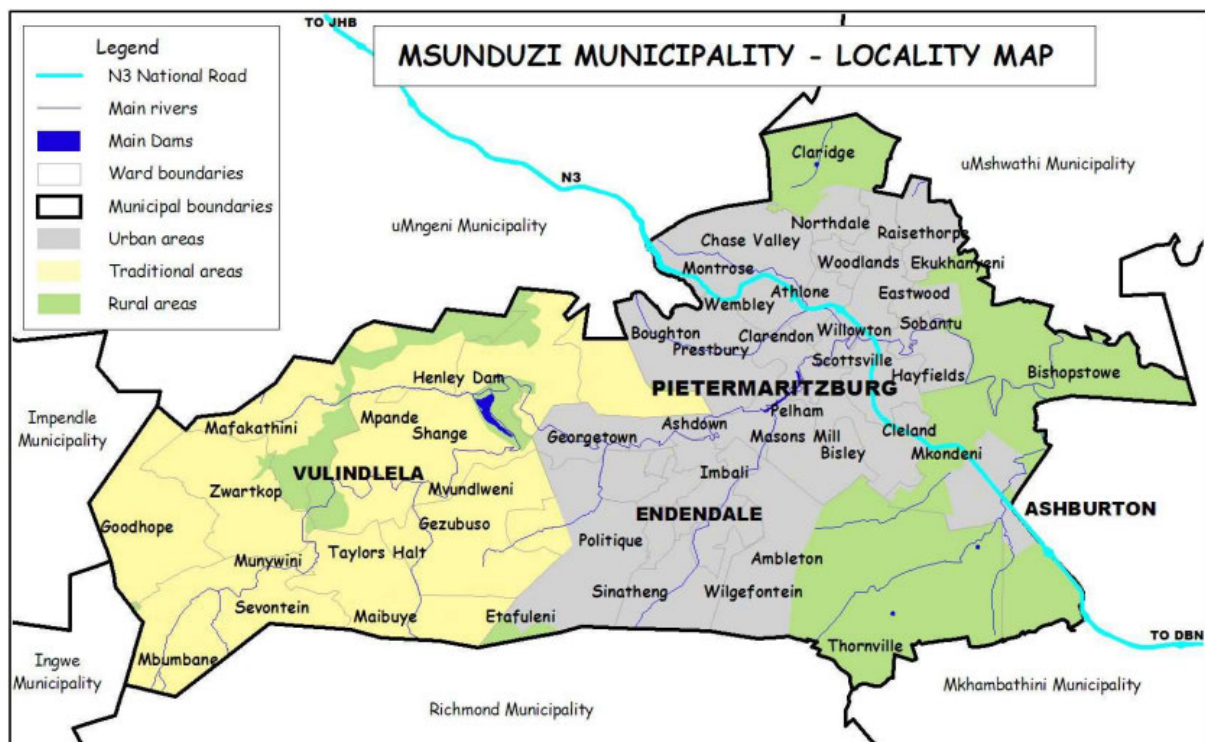 TO JHB
MSUNDUZI MUNICIPALITY - LOCALITY MAP
Legend
N3 National Road
Main rivers
Main Dams
Ward boundaries
Municipal boundaries
Urban areas
Traditional areas
Rural areas
N3
Claridge
uMshwathi Municipality
uMngeni Municipality
Northdale
Raisethorpe
Chase Valley
Woodlands
Ekukhanyeni
Montrose
Athlone
Eastwood
Wembley
Boughton
Clarendon
Willowton
Sobantu
Prestbury
Scottsville
Hayfields
Bishopstowe
PIETERMARITZBURG
Henley Dam
Impendle
Municipality
Mafakathini
Mpande
Shange
Georgetown
Ashdown
Pelham
Masons
Mill
Bisley
Cleland
Mkondeni
VULINDLELA
Zwartkop
Mvundlweni
Imbali
Goodhope
Gezubuso
ENDENDALE
ASHBURTON
Munywini
Taylors Halt
Politique
Ambleton
Sevontein
Maibuye
Etafuleni
Sinatheng
Wilgefontein
Mbumbane
Thornville
TO DBN
Ingwe
Municipality
Richmond Municipality
Mkhambathini Municipality